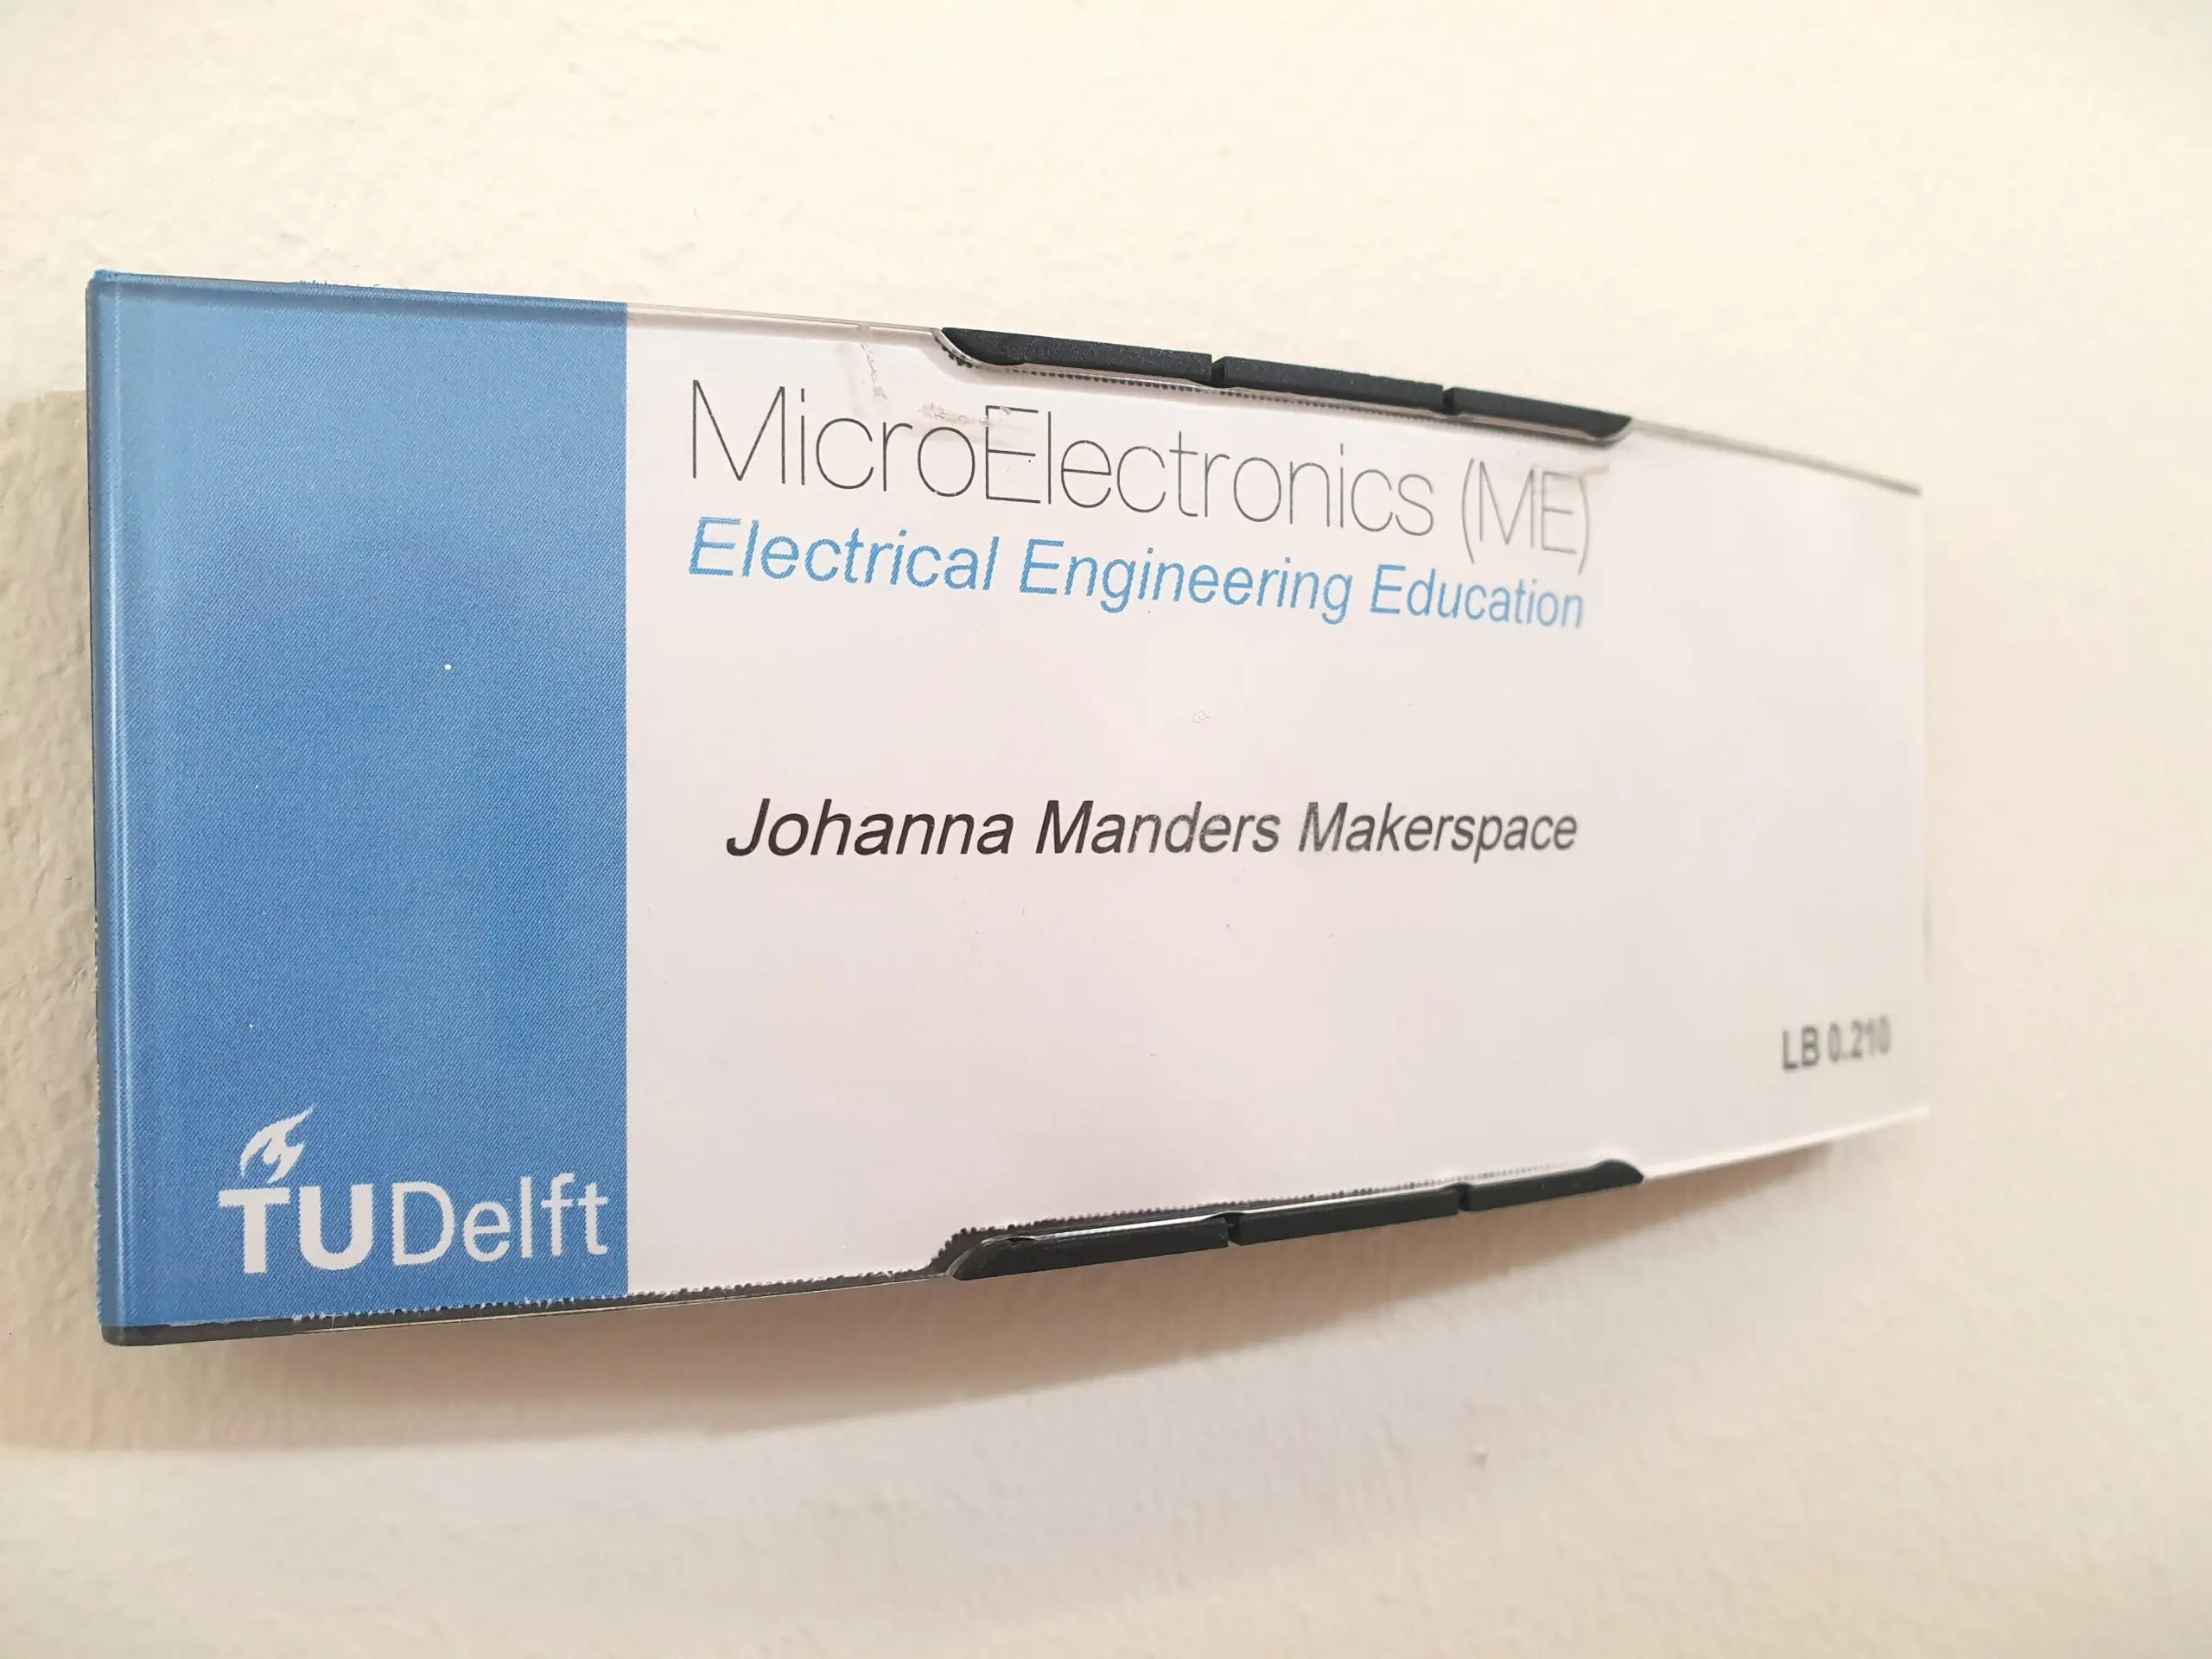 MicroElectronics (ME)
Electrical Engineering Education
Johanna Manders Makerspace
LB 0.210
TUDelft